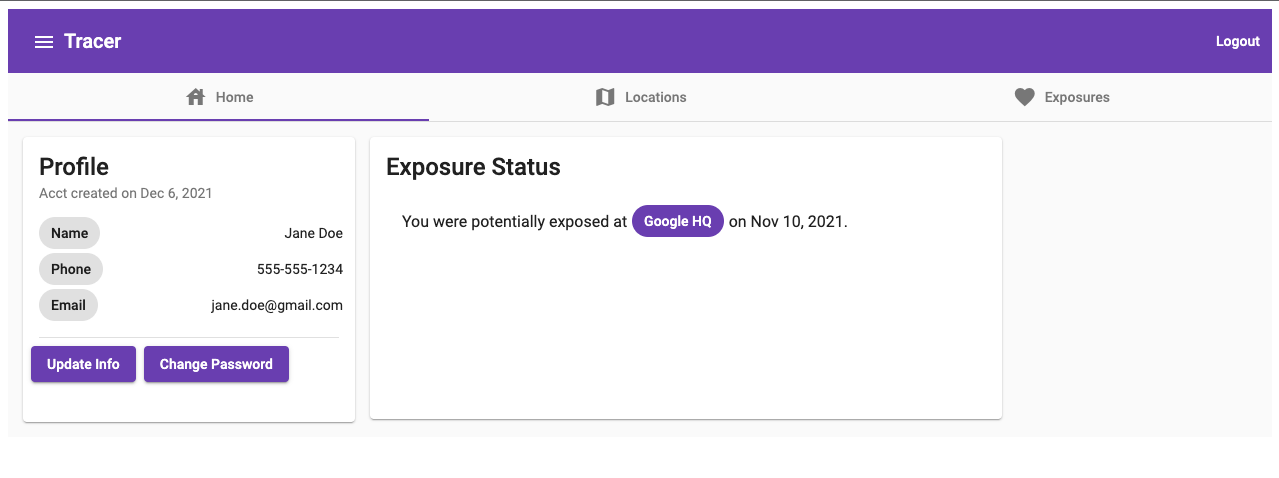 Tracer
Logout
Home
Locations
Exposures
Profile
Acct created on Dec 6, 2021
Name Jane Doe
Phone 555-555-1234
Email jane.doe@gmail.com
Update Info Change Password
Exposure Status
You were potentially exposed at Google HQ on Nov 10, 2021.